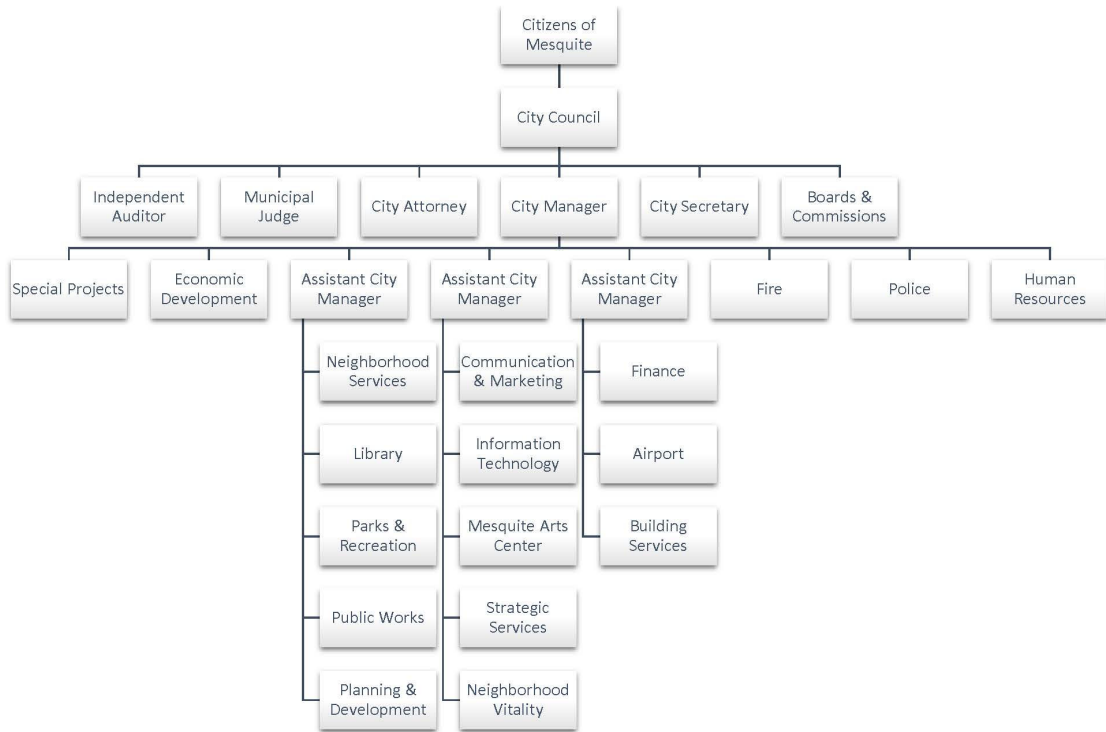 Citizens of
Mesquite
City Council
Independent
Auditor
Municipal
Judge
City Attorney
City Manager
City Secretary
Boards &
Commissions
Special Projects
Economic
Development
Assistant City
Manager
Assistant City
Manager
Assistant City
Manager
Fire
Police
Human
Resources
Neighborhood
Services
Library
Parks &
Recreation
Public Works
Planning &
Development
Communication
& Marketing
Information
Technology
Mesquite Arts
Center
Strategic
Services
Neighborhood
Vitality
Finance
Airport
Building
Services